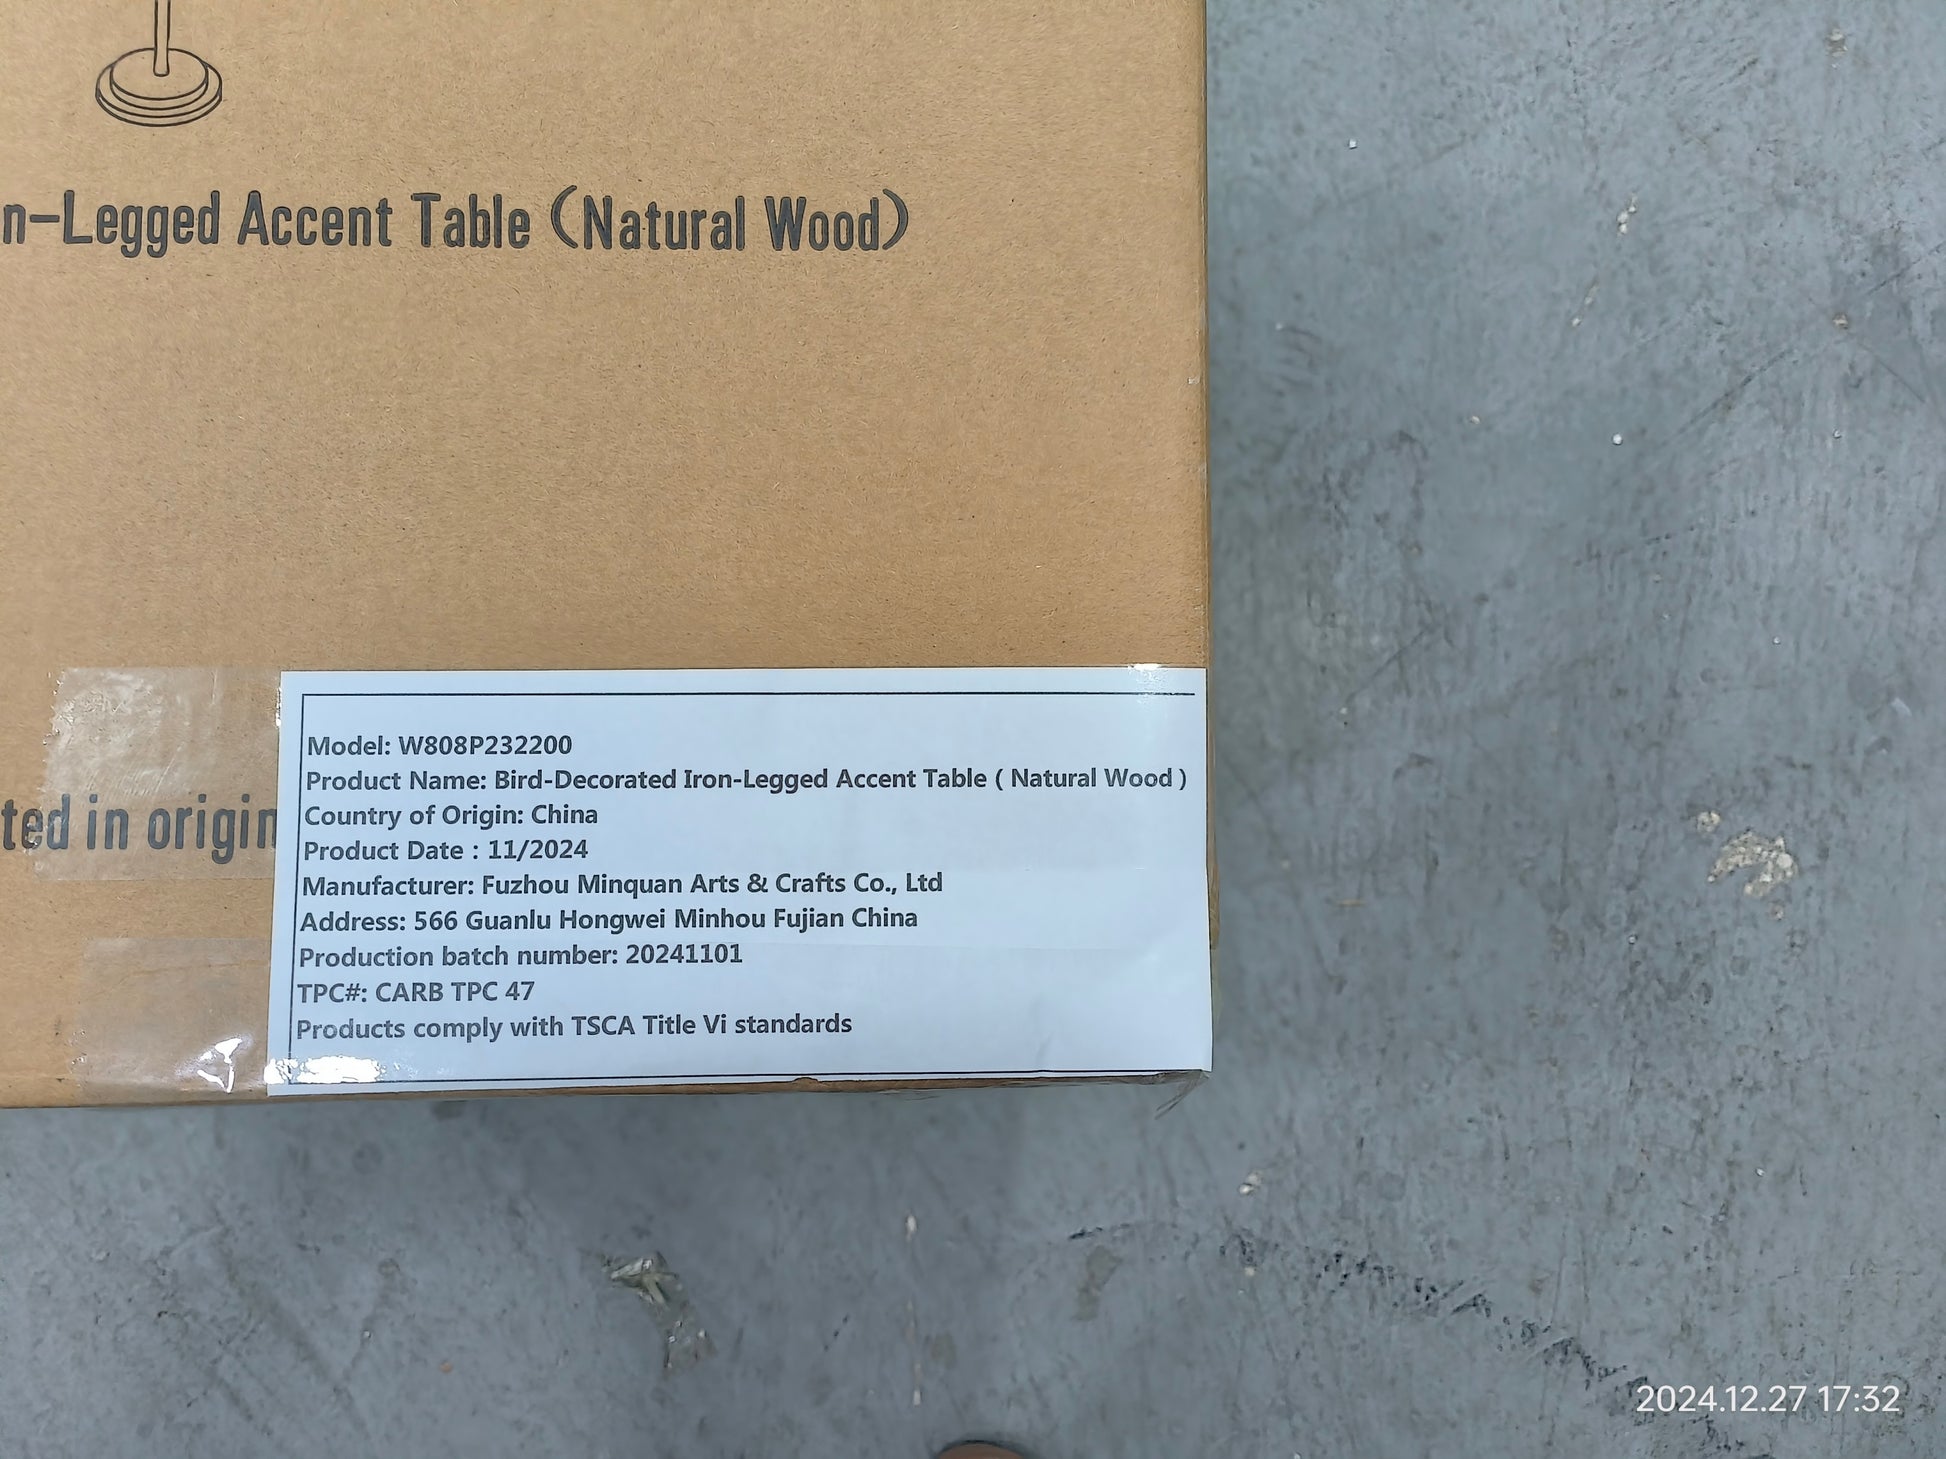 n-Legged Accent Table (Natural Wood)
ted in origin
Model: W808P232200
Product Name: Bird-Decorated Iron-Legged Accent Table ( Natural Wood )
Country of Origin: China
Product Date : 11/2024
Manufacturer: Fuzhou Minquan Arts & Crafts Co., Ltd
Address: 566 Guanlu Hongwei Minhou Fujian China
Production batch number: 20241101
TPC#: CARB TPC 47
Products comply with TSCA Title Vi standards
2024.12.27 17:32